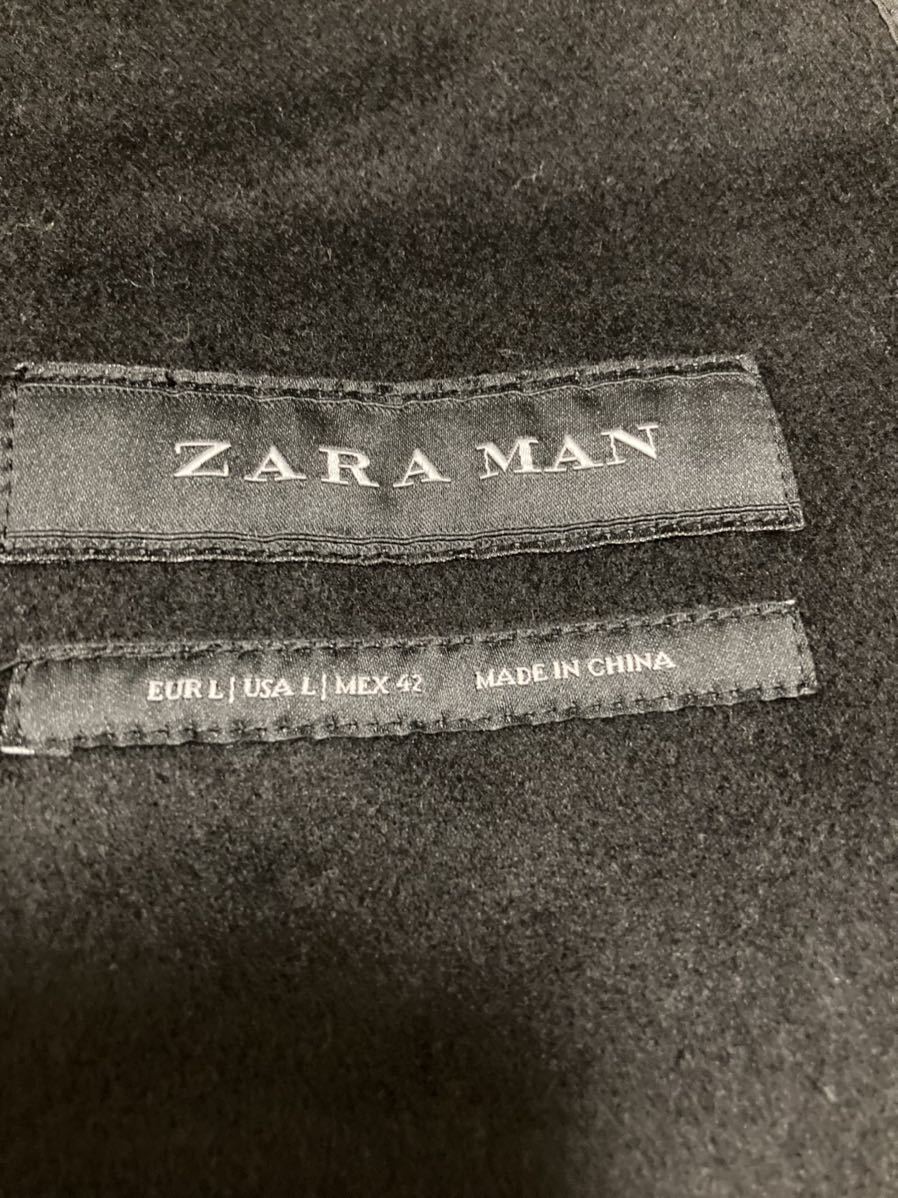 ZARA MAN
EUR L | USA L | MEX 42 MADE IN CHINA